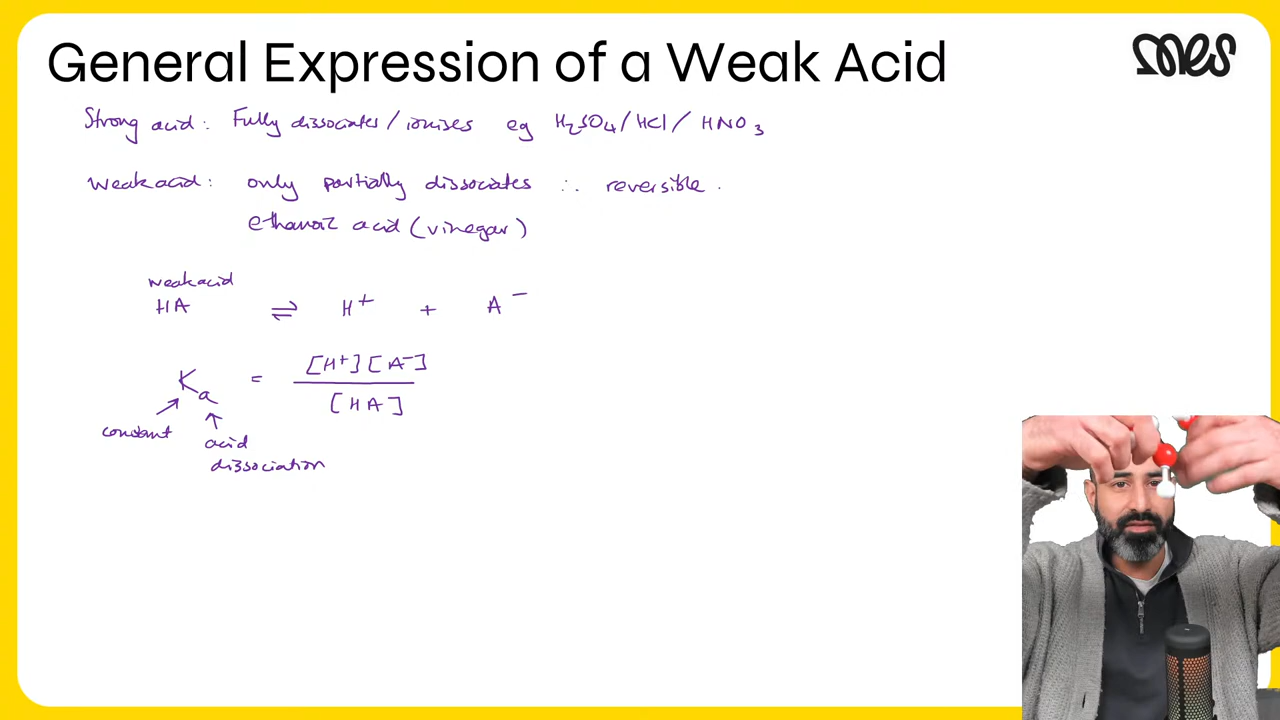 General Expression of a Weak Acid
mes
Strong acid: Fully dissociates/ionises eg H₂SO₄/HCl/HNO₃
weak acid: only partially dissociates ∴ reversible.
ethanoic acid (vinegar)
weak acid
HA ⇌ H⁺ + A⁻
Kₐ = [H⁺][A⁻]
[HA]
constant
acid
dissociation